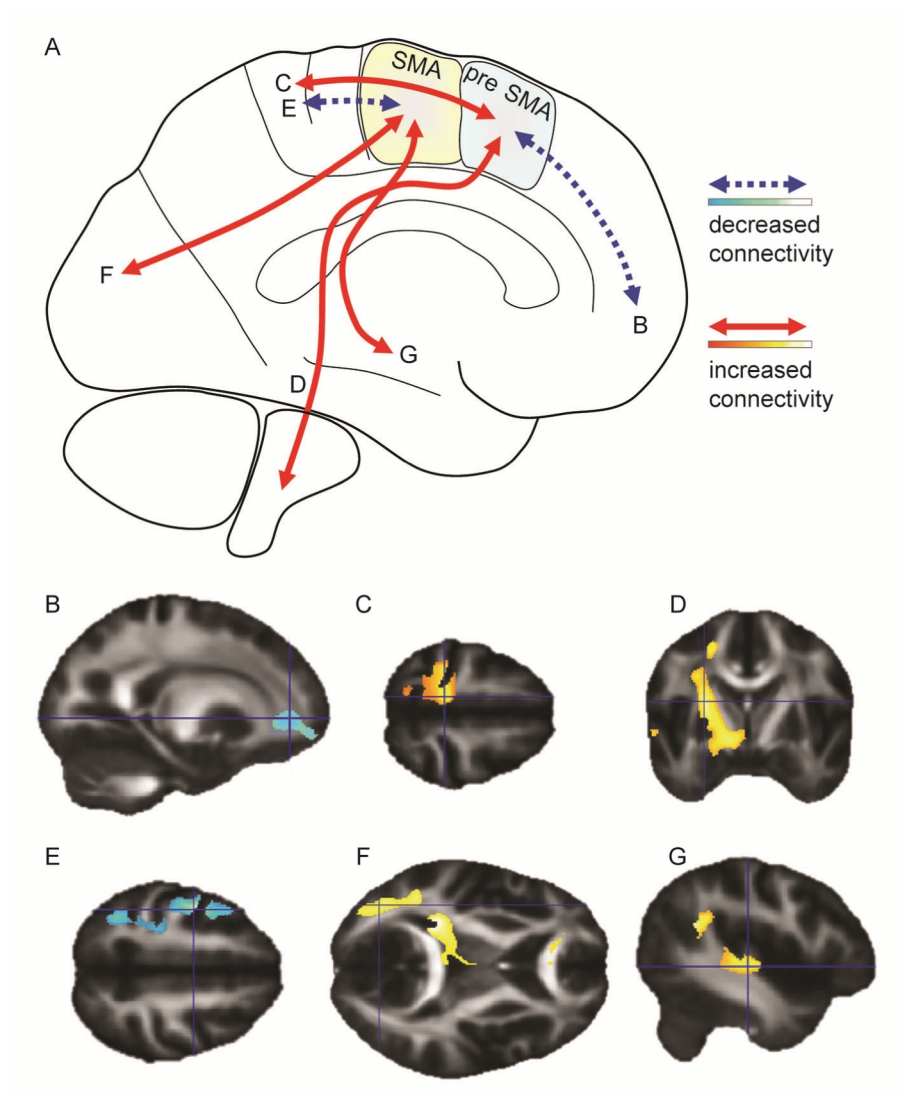 A
SMA
pre SMA
C
E
F
D
G
B
decreased
connectivity
increased
connectivity
B
C
D
E
F
G